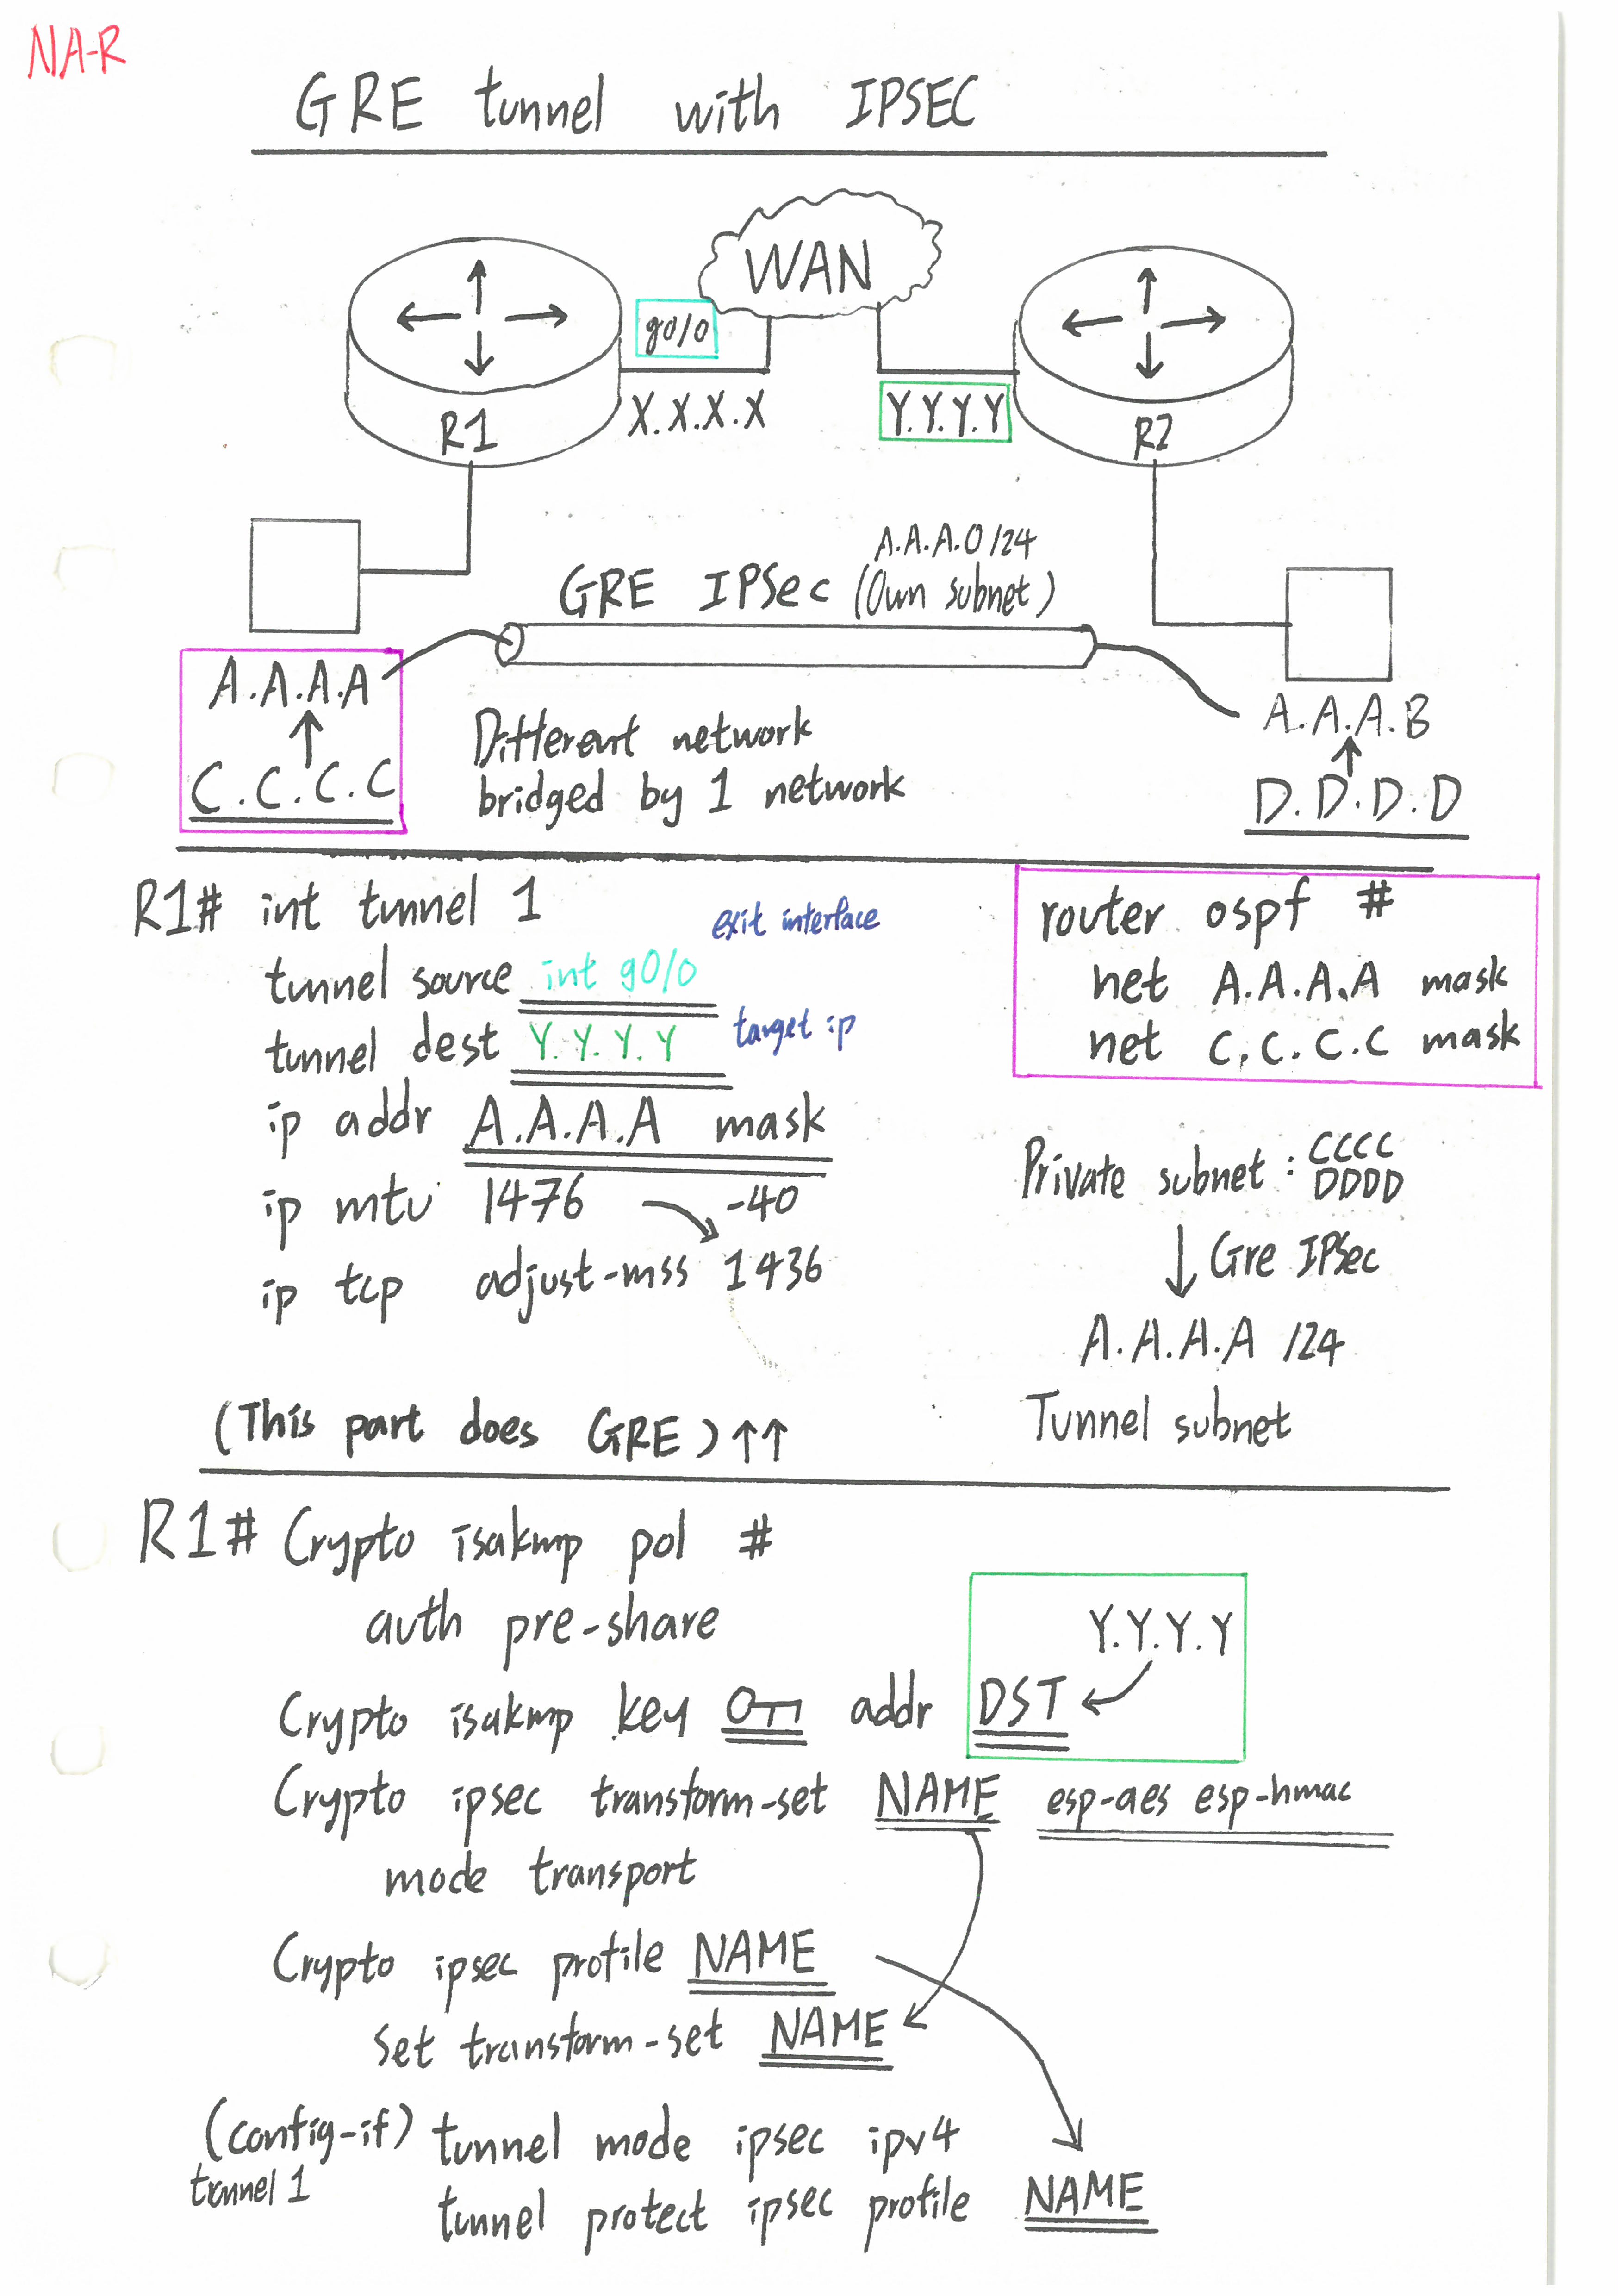 NA-R
GRE tunnel with IPSEC
WAN
g0/0
X.X.X.X
Y.Y.Y.Y
R1
R2
A.A.A.0 /24
GRE IPSec (Own subnet)
A.A.A.A
C.C.C.C
Different network
bridged by 1 network
A.A.A.B
D.D.D.D
R1# int tunnel 1
exit interface
tunnel source int g0/0
tunnel dest Y.Y.Y.Y target ip
ip addr A.A.A.A mask
ip mtu 1476 -40
ip tcp adjust-mss 1436
(This part does GRE) ↑↑
router ospf #
net A.A.A.A mask
net C.C.C.C mask
Private subnet : CCCC
DDDD
↓ Gre IPSec
A.A.A.A /24
Tunnel subnet
R1# Crypto isakmp pol #
auth pre-share
Y.Y.Y.Y
Crypto isakmp key addr DST
Crypto ipsec transform-set NAME esp-aes esp-hmac
mode transport
Crypto ipsec profile NAME
Set transform-set NAME
(config-if) tunnel mode ipsec ipv4
tunnel 1
tunnel protect ipsec profile NAME